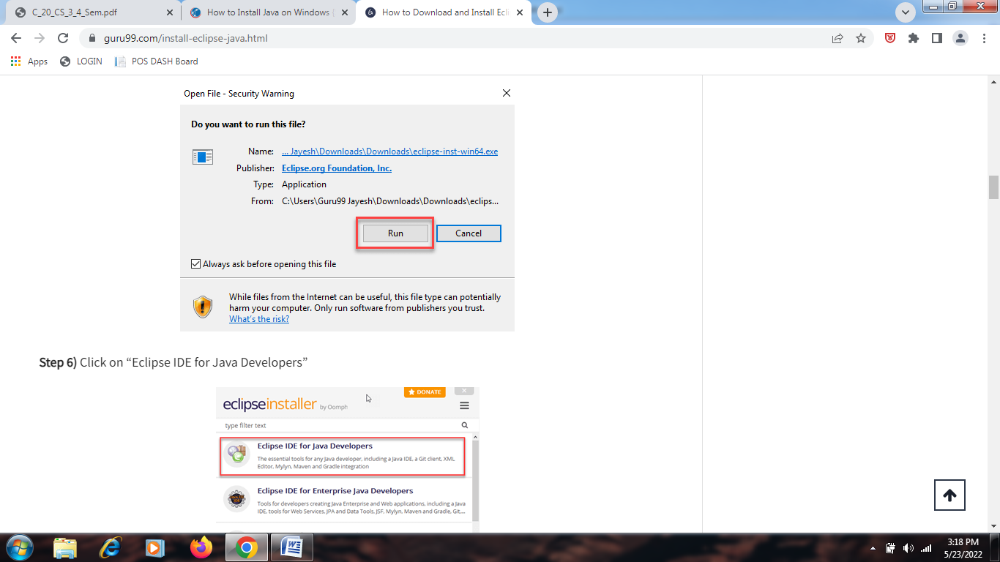 C_20_CS_3_4_Sem.pdf
How to Install Java on Windows
How to Download and Install Ecli
guru99.com/install-eclipse-java.html
Apps LOGIN POS DASH Board
Open File - Security Warning
Do you want to run this file?
Name: ... Jayesh\Downloads\Downloads\eclipse-inst-win64.exe
Publisher: Eclipse.org Foundation, Inc.
Type: Application
From: C:\Users\Guru99 Jayesh\Downloads\Downloads\eclips...
Run Cancel
Always ask before opening this file
While files from the Internet can be useful, this file type can potentially
harm your computer. Only run software from publishers you trust.
What's the risk?
Step 6) Click on “Eclipse IDE for Java Developers”
DONATE
eclipseinstaller by Oomph
type filter text
Eclipse IDE for Java Developers
The essential tools for any Java developer, including a Java IDE, a Git client, XML
Editor, Mylyn, Maven and Gradle integration
Eclipse IDE for Enterprise Java Developers
Tools for developers creating Java Enterprise and Web applications, including a Java
IDE, tools for Web Services, JPA and Data Tools, JSF, Mylyn, Maven and Gradle, Git,...
3:18 PM
5/23/2022